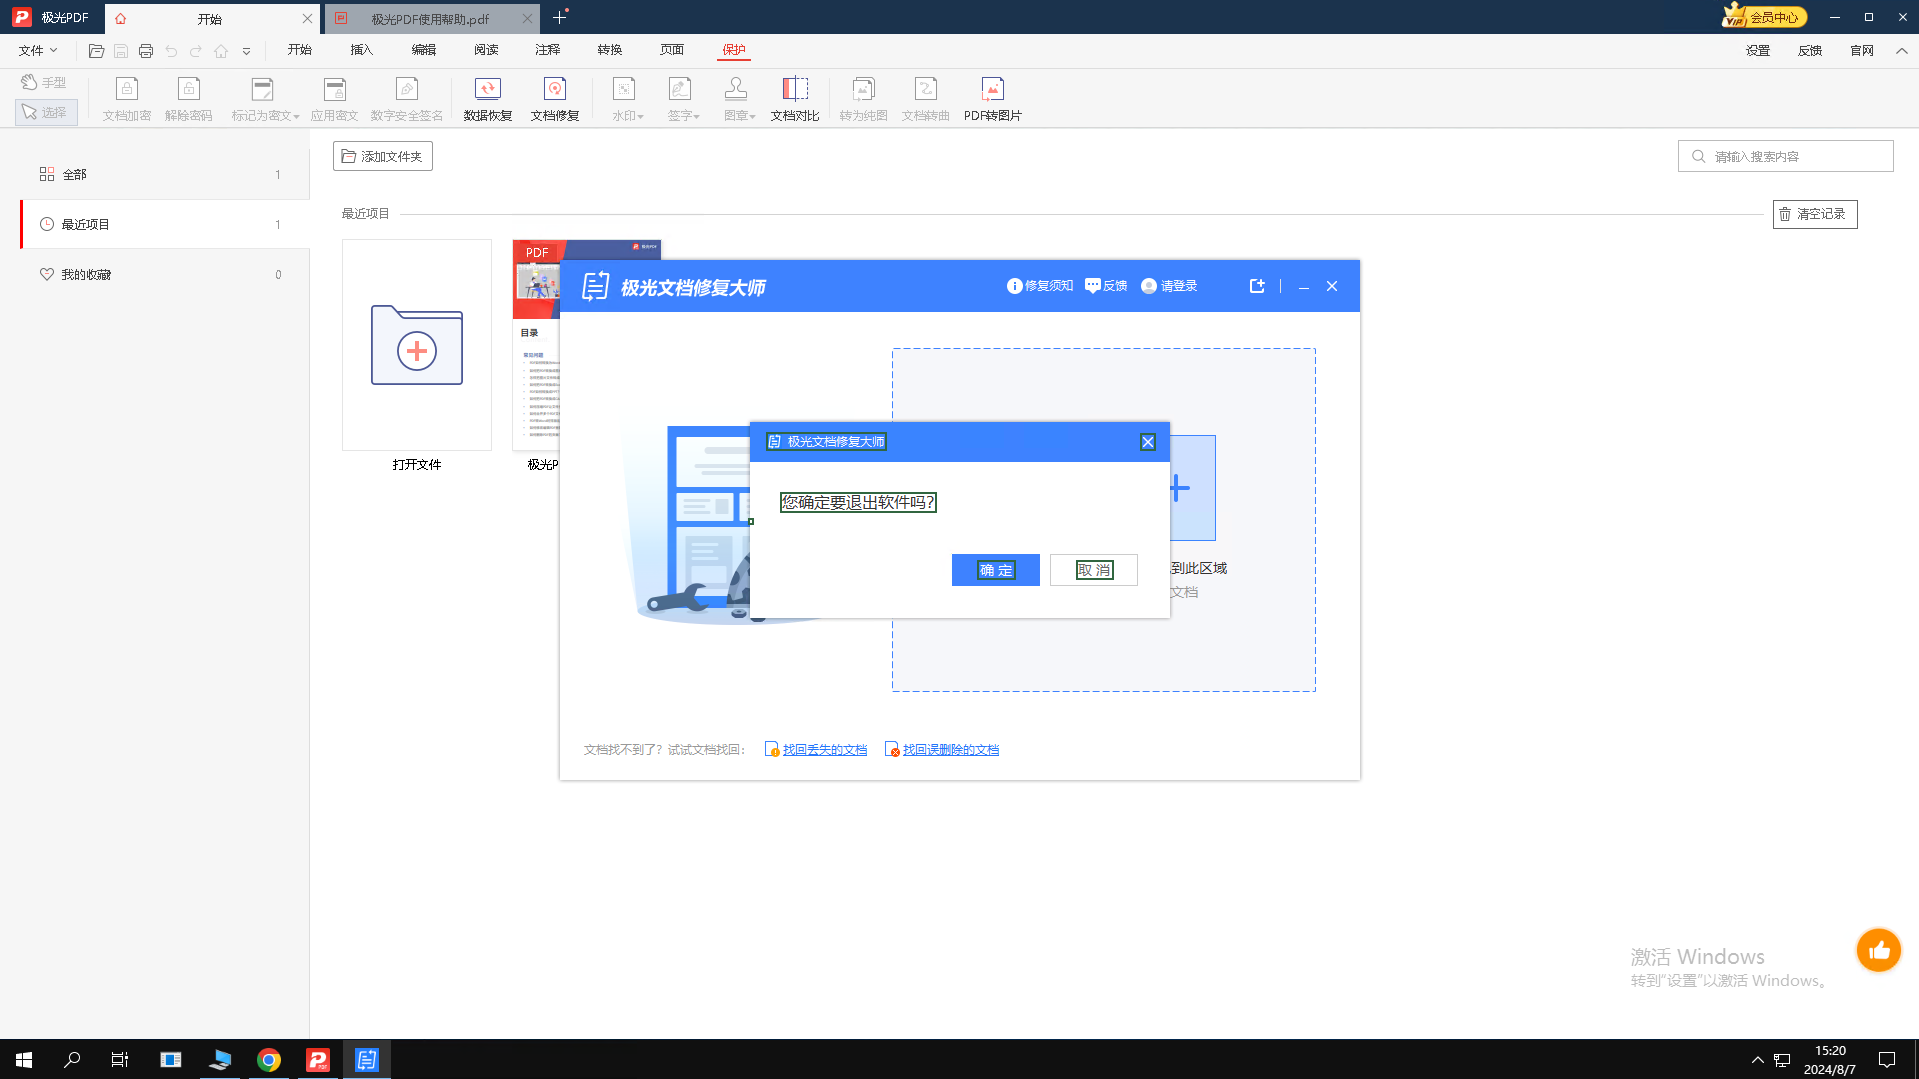 极光PDF
开始
极光PDF使用帮助.pdf
VIP 会员中心
文件
开始
插入
编辑
阅读
注释
转换
页面
保护
设置
反馈
官网
手型
选择
文档加密
解除密码
标记为密文
应用密文
数字安全签名
数据恢复
文档修复
水印
签字
图章
文档对比
转为纯图
文档转曲
PDF转图片
全部 1
最近项目 1
我的收藏 0
添加文件夹
请输入搜索内容
最近项目
清空记录
打开文件
PDF
目录
常见问题
极光P
极光文档修复大师
修复须知
反馈
请登录
极光文档修复大师
您确定要退出软件吗?
确 定
取 消
到此区域
文档
文档找不到了? 试试文档找回:
找回丢失的文档
找回误删除的文档
激活 Windows
转到"设置"以激活 Windows。
15:20
2024/8/7